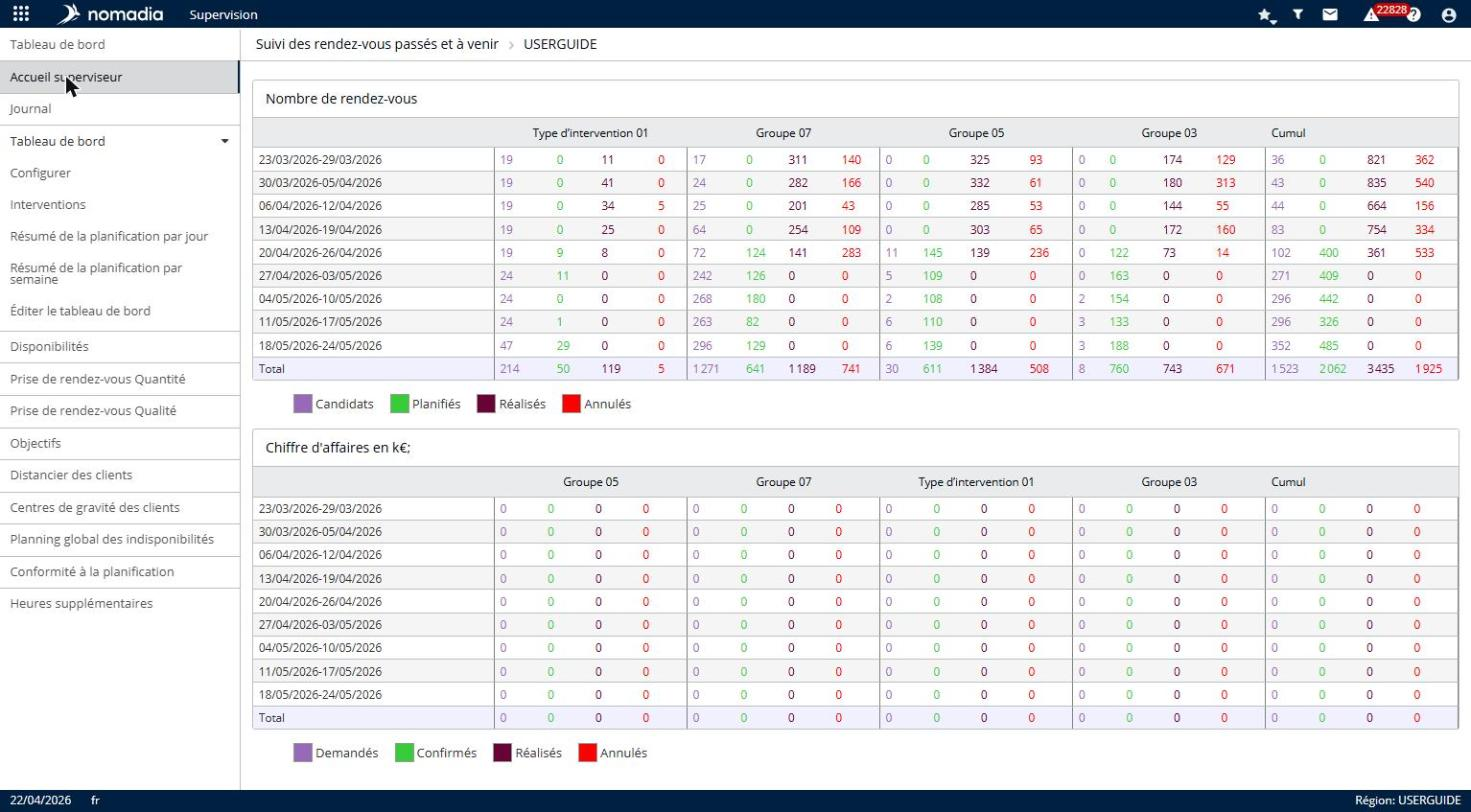 nomadia Supervision 22828 ?
Tableau de bord
Accueil superviseur
Journal
Tableau de bord
Configurer
Interventions
Résumé de la planification par jour
Résumé de la planification par
semaine
Éditer le tableau de bord
Disponibilités
Prise de rendez-vous Quantité
Prise de rendez-vous Qualité
Objectifs
Distancier des clients
Centres de gravité des clients
Planning global des indisponibilités
Conformité à la planification
Heures supplémentaires
Suivi des rendez-vous passés et à venir > USERGUIDE
Nombre de rendez-vous
Type d'intervention 01 Groupe 07 Groupe 05 Groupe 03 Cumul
23/03/2026-29/03/2026 19 0 11 0 17 0 311 140 0 0 325 93 0 0 174 129 36 0 821 362
30/03/2026-05/04/2026 19 0 41 0 24 0 282 166 0 0 332 61 0 0 180 313 43 0 835 540
06/04/2026-12/04/2026 19 0 34 5 25 0 201 43 0 0 285 53 0 0 144 55 44 0 664 156
13/04/2026-19/04/2026 19 0 25 0 64 0 254 109 0 0 303 65 0 0 172 160 83 0 754 334
20/04/2026-26/04/2026 19 9 8 0 72 124 141 283 11 145 139 236 0 122 73 14 102 400 361 533
27/04/2026-03/05/2026 24 11 0 0 242 126 0 0 5 109 0 0 0 163 0 0 271 409 0 0
04/05/2026-10/05/2026 24 0 0 0 268 180 0 0 2 108 0 0 2 154 0 0 296 442 0 0
11/05/2026-17/05/2026 24 1 0 0 263 82 0 0 6 110 0 0 3 133 0 0 296 326 0 0
18/05/2026-24/05/2026 47 29 0 0 296 129 0 0 6 139 0 0 3 188 0 0 352 485 0 0
Total 214 50 119 5 1 271 641 1 189 741 30 611 1 384 508 8 760 743 671 1 523 2 062 3 435 1 925
Candidats Planifiés Réalisés Annulés
Chiffre d'affaires en k€;
Groupe 05 Groupe 07 Type d'intervention 01 Groupe 03 Cumul
23/03/2026-29/03/2026 0 0 0 0 0 0 0 0 0 0 0 0 0 0 0 0 0 0 0 0
30/03/2026-05/04/2026 0 0 0 0 0 0 0 0 0 0 0 0 0 0 0 0 0 0 0 0
06/04/2026-12/04/2026 0 0 0 0 0 0 0 0 0 0 0 0 0 0 0 0 0 0 0 0
13/04/2026-19/04/2026 0 0 0 0 0 0 0 0 0 0 0 0 0 0 0 0 0 0 0 0
20/04/2026-26/04/2026 0 0 0 0 0 0 0 0 0 0 0 0 0 0 0 0 0 0 0 0
27/04/2026-03/05/2026 0 0 0 0 0 0 0 0 0 0 0 0 0 0 0 0 0 0 0 0
04/05/2026-10/05/2026 0 0 0 0 0 0 0 0 0 0 0 0 0 0 0 0 0 0 0 0
11/05/2026-17/05/2026 0 0 0 0 0 0 0 0 0 0 0 0 0 0 0 0 0 0 0 0
18/05/2026-24/05/2026 0 0 0 0 0 0 0 0 0 0 0 0 0 0 0 0 0 0 0 0
Total 0 0 0 0 0 0 0 0 0 0 0 0 0 0 0 0 0 0 0 0
Demandés Confirmés Réalisés Annulés
22/04/2026 fr Région: USERGUIDE